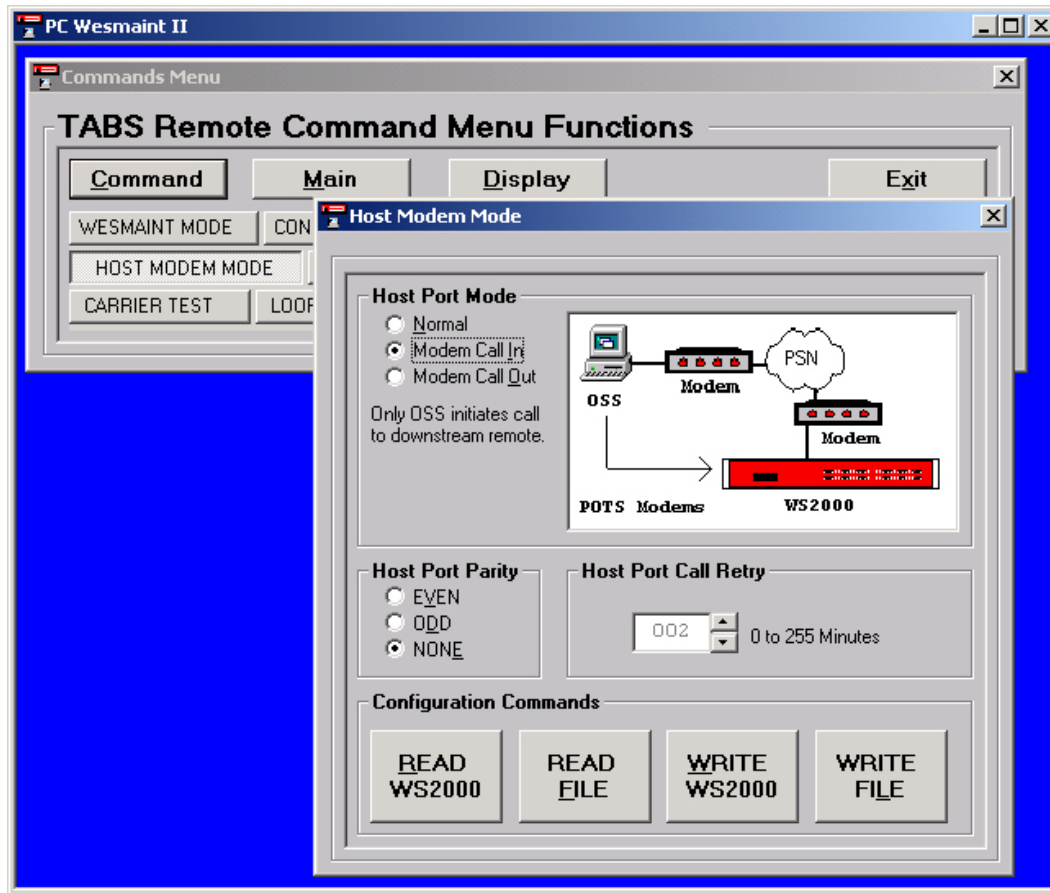 PC Wesmaint II
Commands Menu
TABS Remote Command Menu Functions
Command Main Display Exit
WESMAINT MODE CON
HOST MODEM MODE
CARRIER TEST LOOP
Host Modem Mode
Host Port Mode
Normal
Modem Call In
Modem Call Out
Only OSS initiates call
to downstream remote.
OSS
Modem
PSN
Modem
POTS Modems
WS2000
Host Port Parity
EVEN
ODD
NONE
Host Port Call Retry
002 0 to 255 Minutes
Configuration Commands
READ
WS2000
READ
FILE
WRITE
WS2000
WRITE
FILE